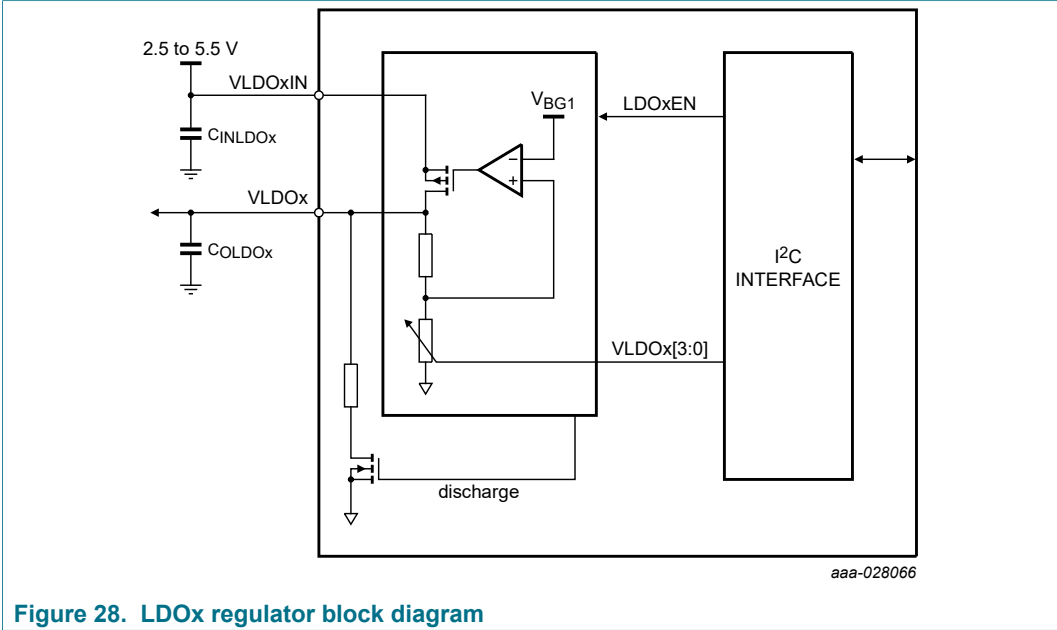 2.5 to 5.5 V
VLDOxIN
CINLDOx
VLDOx
COLDOx
VBG1
−
+
LDOxEN
I2C
INTERFACE
VLDOx[3:0]
discharge
aaa-028066
Figure 28. LDOx regulator block diagram